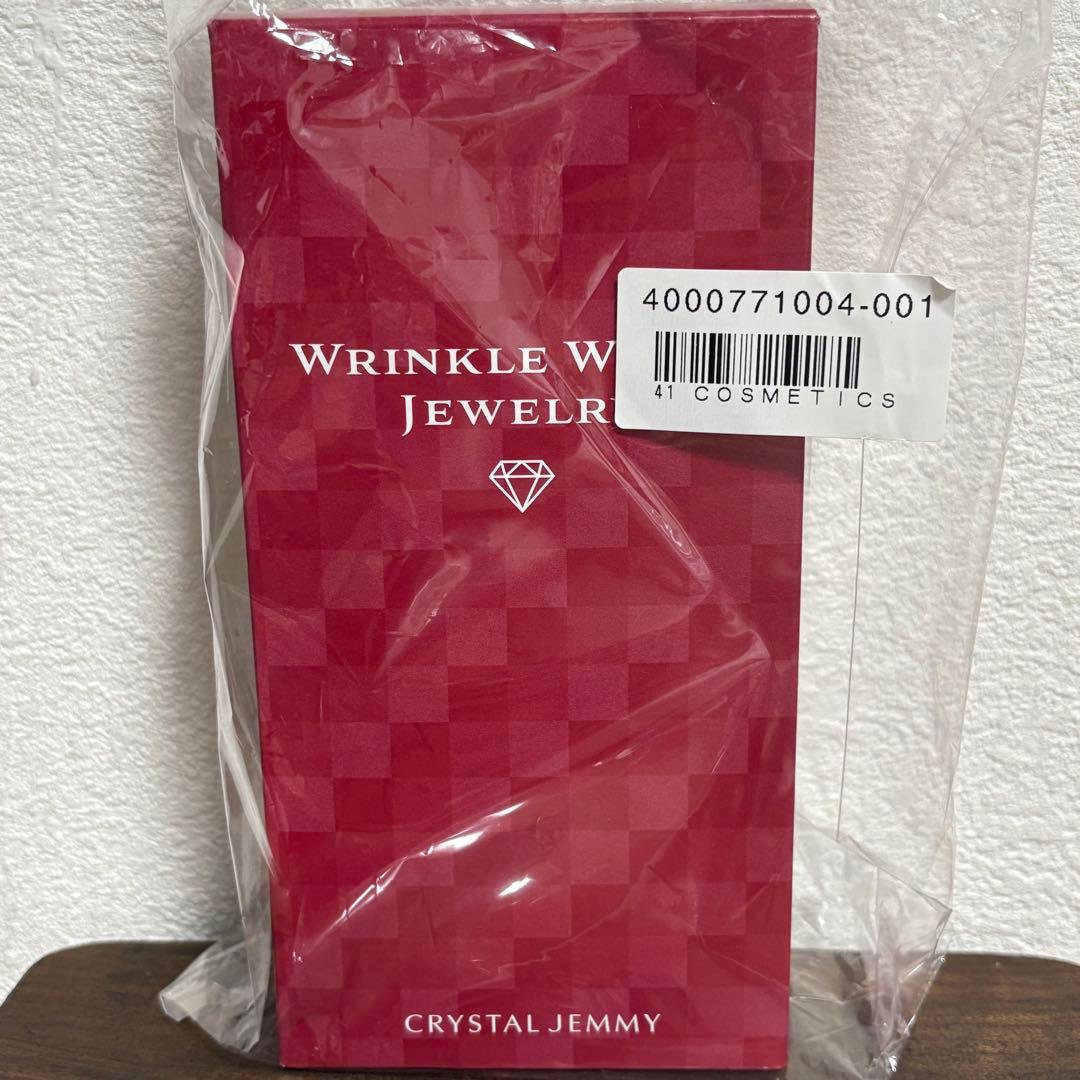 WRINKLE W
JEWELR
4000771004-001
41 COSMETICS
CRYSTAL JEMMY